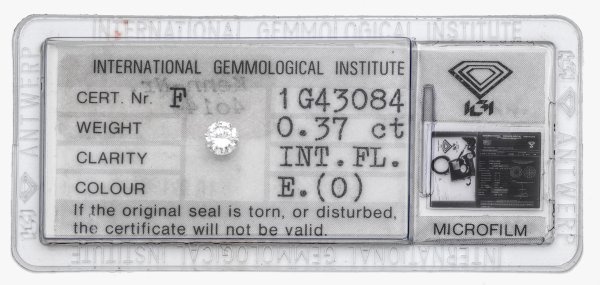 INTERNATIONAL GEMMOLOGICAL INSTITUTE
ANTWERP
INTERNATIONAL GEMMOLOGICAL INSTITUTE
CERT. Nr. F 1G43084
WEIGHT 0.37 ct
CLARITY INT.FL.
COLOUR E.(0)
If the original seal is torn, or disturbed,
the certificate will not be valid.
IGI
MICROFILM
ANTWERP
INTERNATIONAL GEMMOLOGICAL INSTITUTE